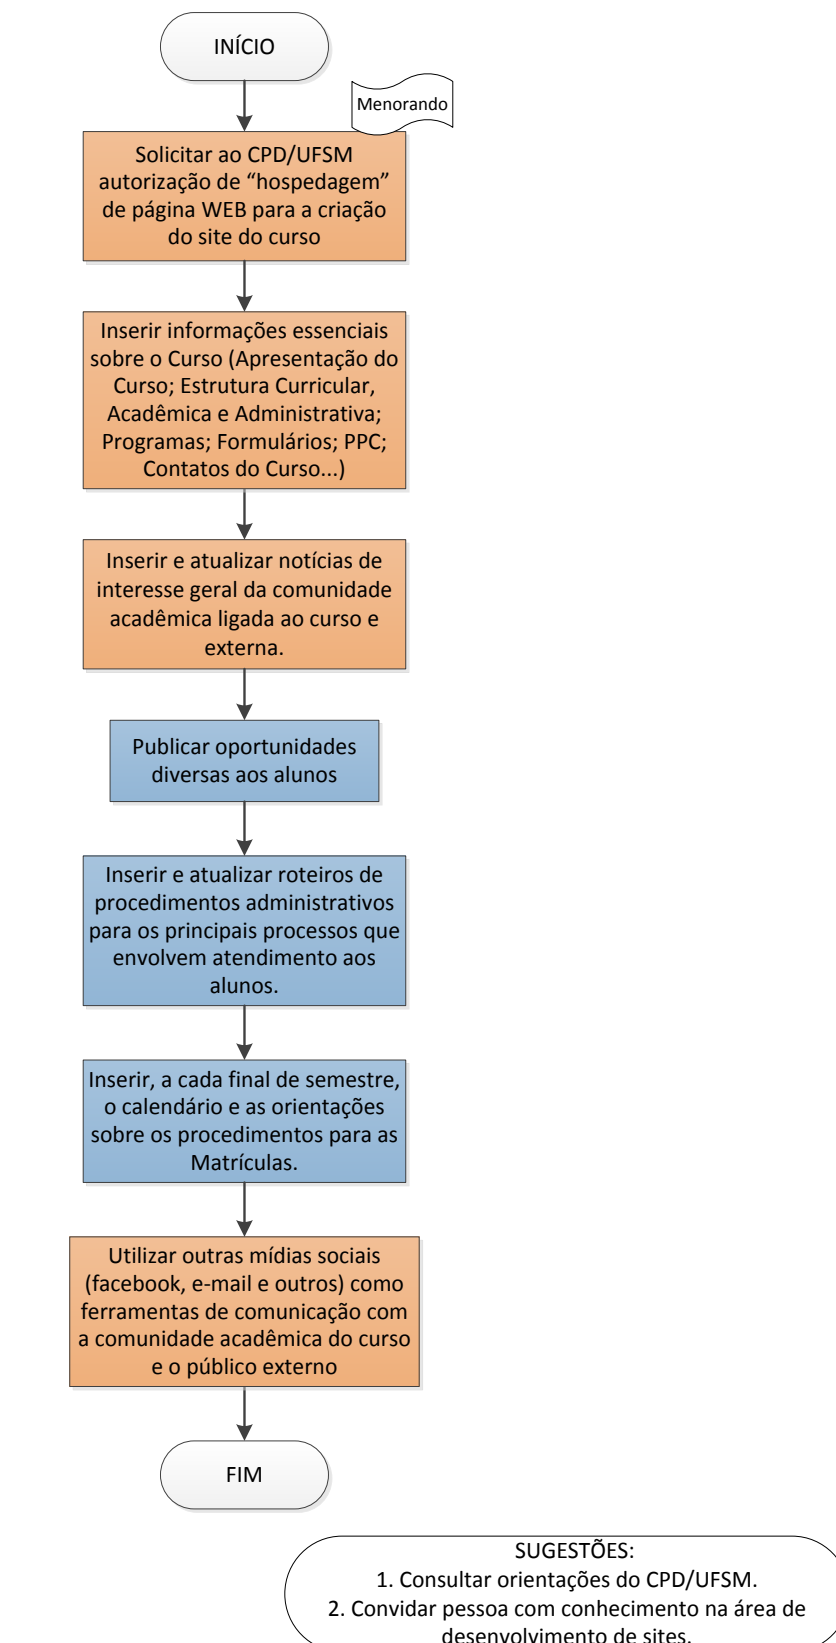 INÍCIO
Menorando
Solicitar ao CPD/UFSM
autorização de “hospedagem”
de página WEB para a criação
do site do curso
Inserir informações essenciais
sobre o Curso (Apresentação do
Curso; Estrutura Curricular,
Acadêmica e Administrativa;
Programas; Formulários; PPC;
Contatos do Curso...)
Inserir e atualizar notícias de
interesse geral da comunidade
acadêmica ligada ao curso e
externa.
Publicar oportunidades
diversas aos alunos
Inserir e atualizar roteiros de
procedimentos administrativos
para os principais processos que
envolvem atendimento aos
alunos.
Inserir, a cada final de semestre,
o calendário e as orientações
sobre os procedimentos para as
Matrículas.
Utilizar outras mídias sociais
(facebook, e-mail e outros) como
ferramentas de comunicação com
a comunidade acadêmica do curso
e o público externo
FIM
SUGESTÕES:
1. Consultar orientações do CPD/UFSM.
2. Convidar pessoa com conhecimento na área de
desenvolvimento de sites.